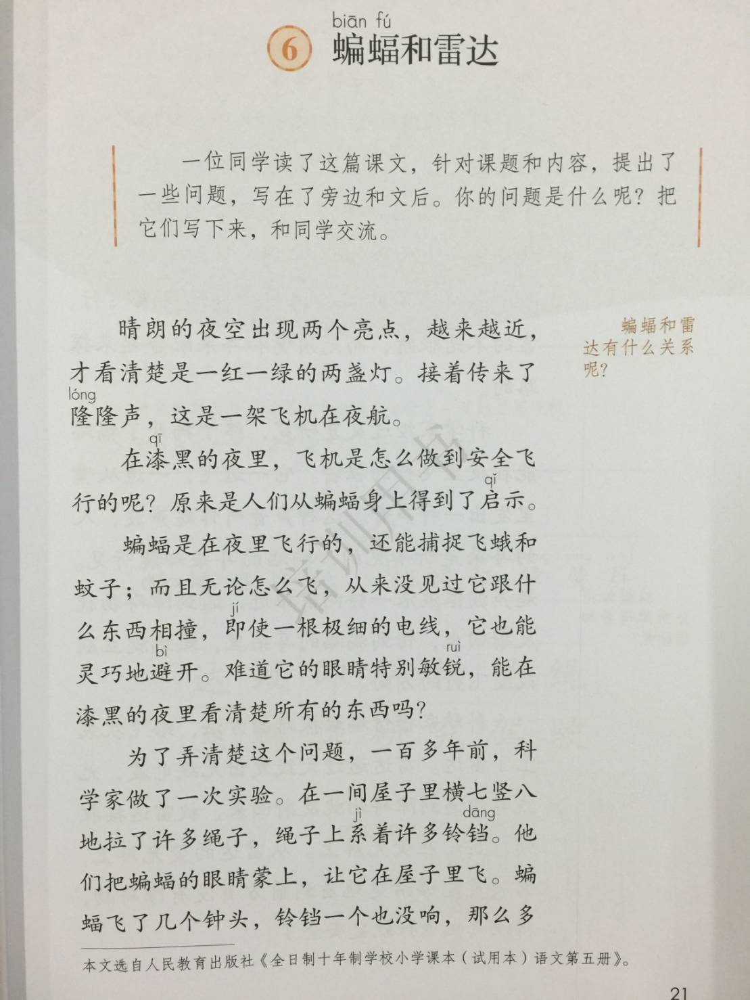 biān fú
6 蝙蝠和雷达
一位同学读了这篇课文，针对课题和内容，提出了
一些问题，写在了旁边和文后。你的问题是什么呢？把
它们写下来，和同学交流。
晴朗的夜空出现两个亮点，越来越近，
才看清楚是一红一绿的两盏灯。接着传来了
lóng
隆隆声，这是一架飞机在夜航。
qī
在漆黑的夜里，飞机是怎么做到安全飞
qǐ
行的呢？原来是人们从蝙蝠身上得到了启示。
蝙蝠是在夜里飞行的，还能捕捉飞蛾和
蚊子；而且无论怎么飞，从来没见过它跟什
jí
么东西相撞，即使一根极细的电线，它也能
bì ruì
灵巧地避开。难道它的眼睛特别敏锐，能在
漆黑的夜里看清楚所有的东西吗？
为了弄清楚这个问题，一百多年前，科
学家做了一次实验。在一间屋子里横七竖八
jì dāng
地拉了许多绳子，绳子上系着许多铃铛。他
们把蝙蝠的眼睛蒙上，让它在屋子里飞。蝙
蝠飞了几个钟头，铃铛一个也没响，那么多
蝙蝠和雷
达有什么关系
呢？
本文选自人民教育出版社《全日制十年制学校小学课本（试用本）语文第五册》。
21
培训用书